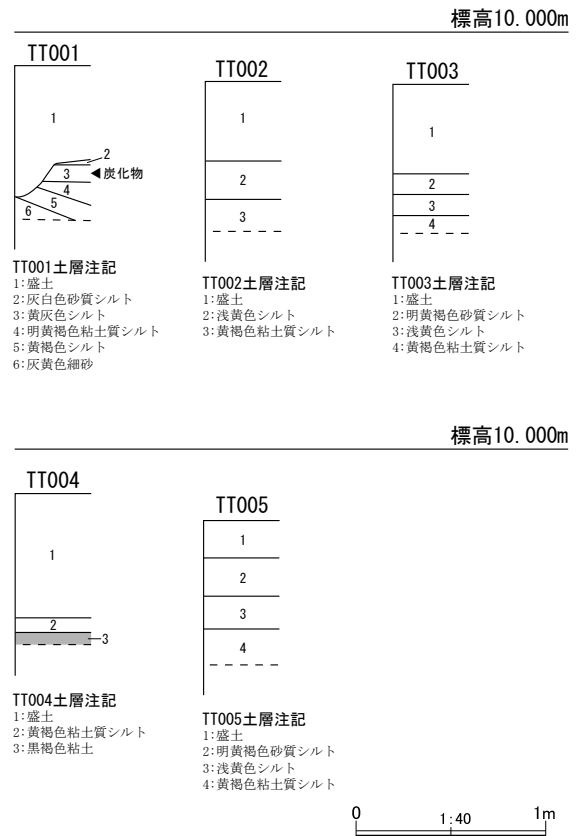 標高10.000m
TT001
1
2
3
◀炭化物
4
5
6
TT001土層注記
1:盛土
2:灰白色砂質シルト
3:黄灰色シルト
4:明黄褐色粘土質シルト
5:黄褐色シルト
6:灰黄色細砂
TT002
1
2
3
TT002土層注記
1:盛土
2:浅黄色シルト
3:黄褐色粘土質シルト
TT003
1
2
3
4
TT003土層注記
1:盛土
2:明黄褐色砂質シルト
3:浅黄色シルト
4:黄褐色粘土質シルト
標高10.000m
TT004
1
2
3
TT004土層注記
1:盛土
2:黄褐色粘土質シルト
3:黒褐色粘土
TT005
1
2
3
4
TT005土層注記
1:盛土
2:明黄褐色砂質シルト
3:浅黄色シルト
4:黄褐色粘土質シルト
0 1:40 1m